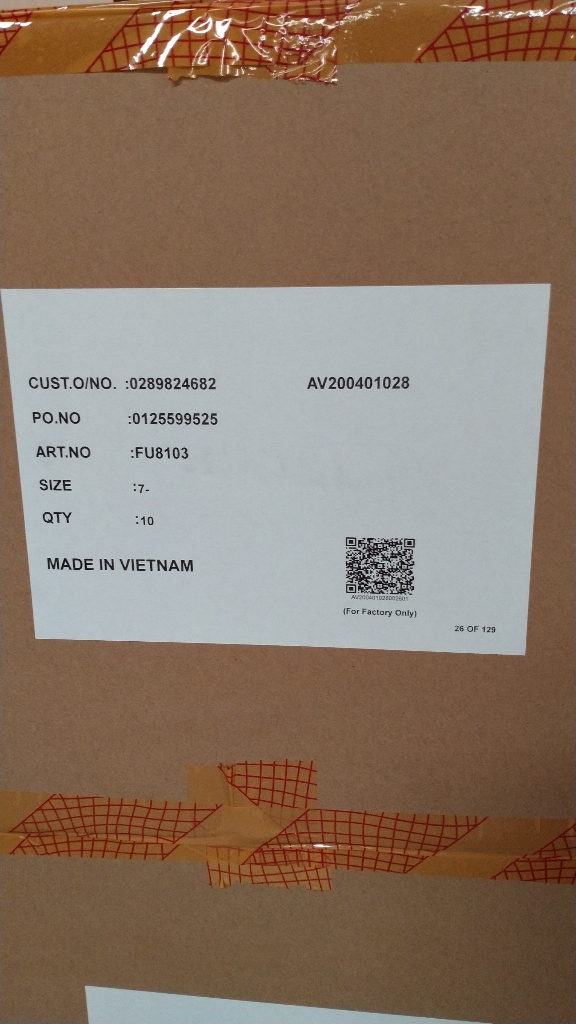 CUST.O/NO. :0289824682 AV200401028
PO.NO :0125599525
ART.NO :FU8103
SIZE :7-
QTY :10
MADE IN VIETNAM
(For Factory Only)
26 OF 129